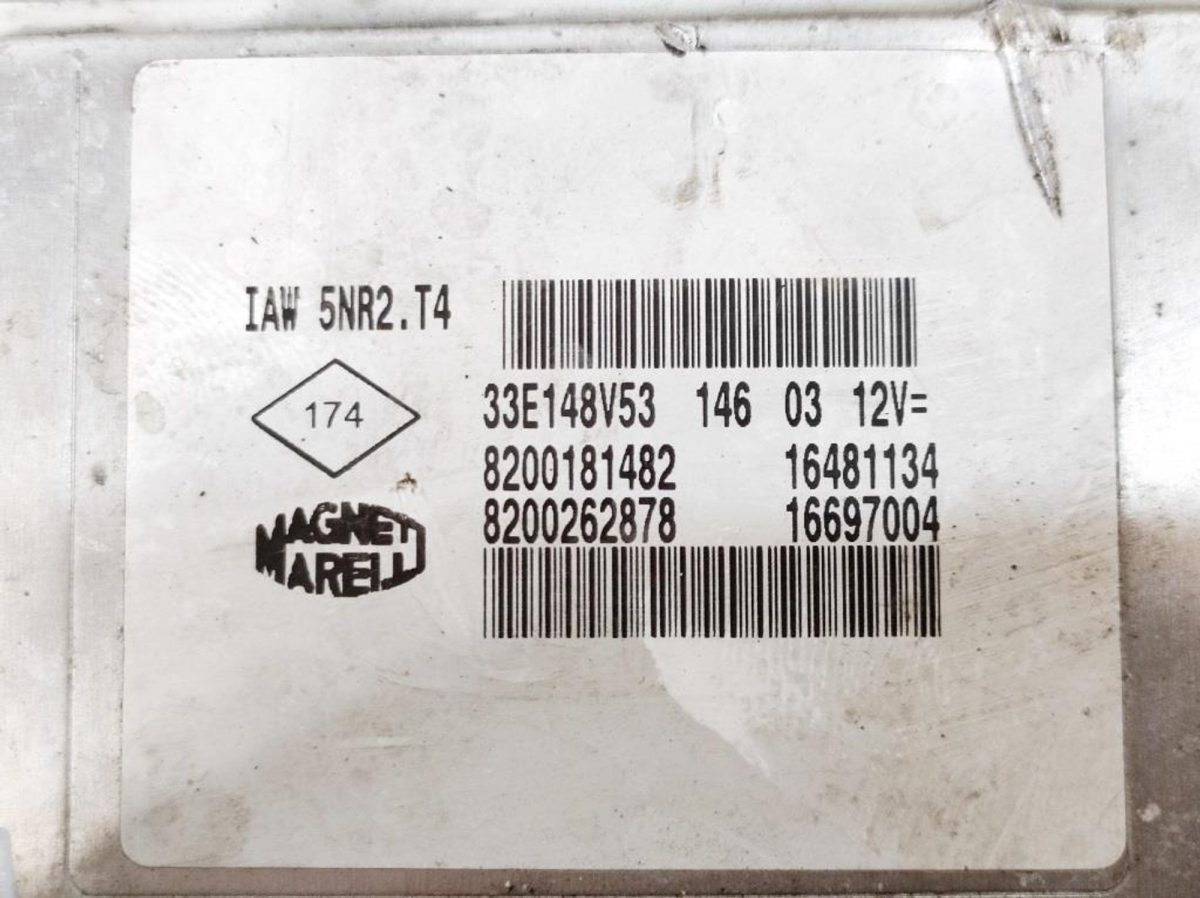 IAW 5NR2.T4
174
33E148V53 146 03 12V=
8200181482 16481134
8200262878 16697004
MAGNETI
MARELLI